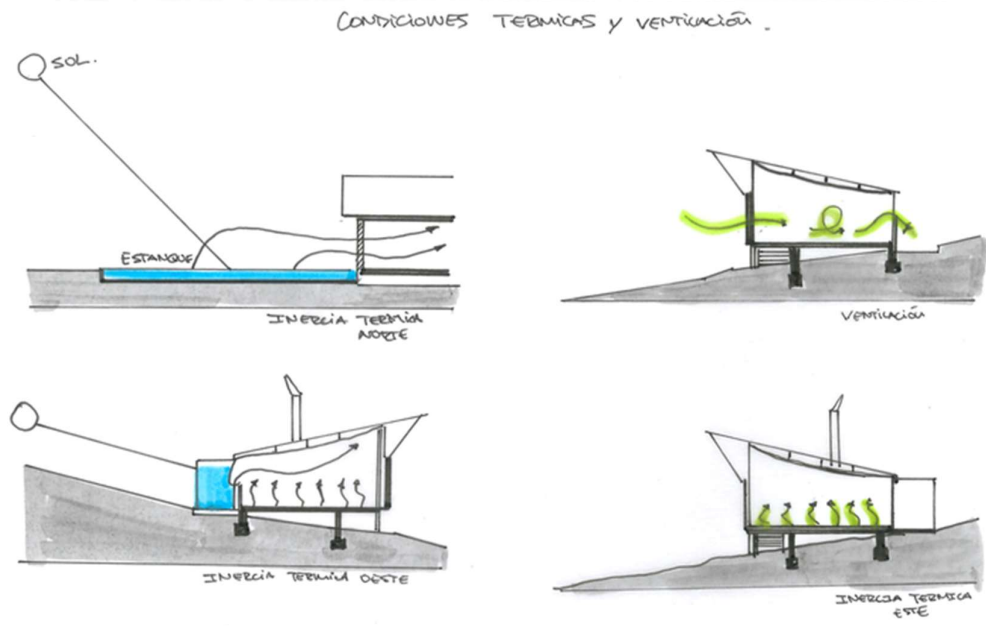 CONDICIONES TERMICAS Y VENTILACIÓN.
SOL.
ESTANQUE
INERCIA TERMICA
NORTE
VENTILACIÓN
INERCIA TERMICA OESTE
INERCIA TERMICA
ESTE